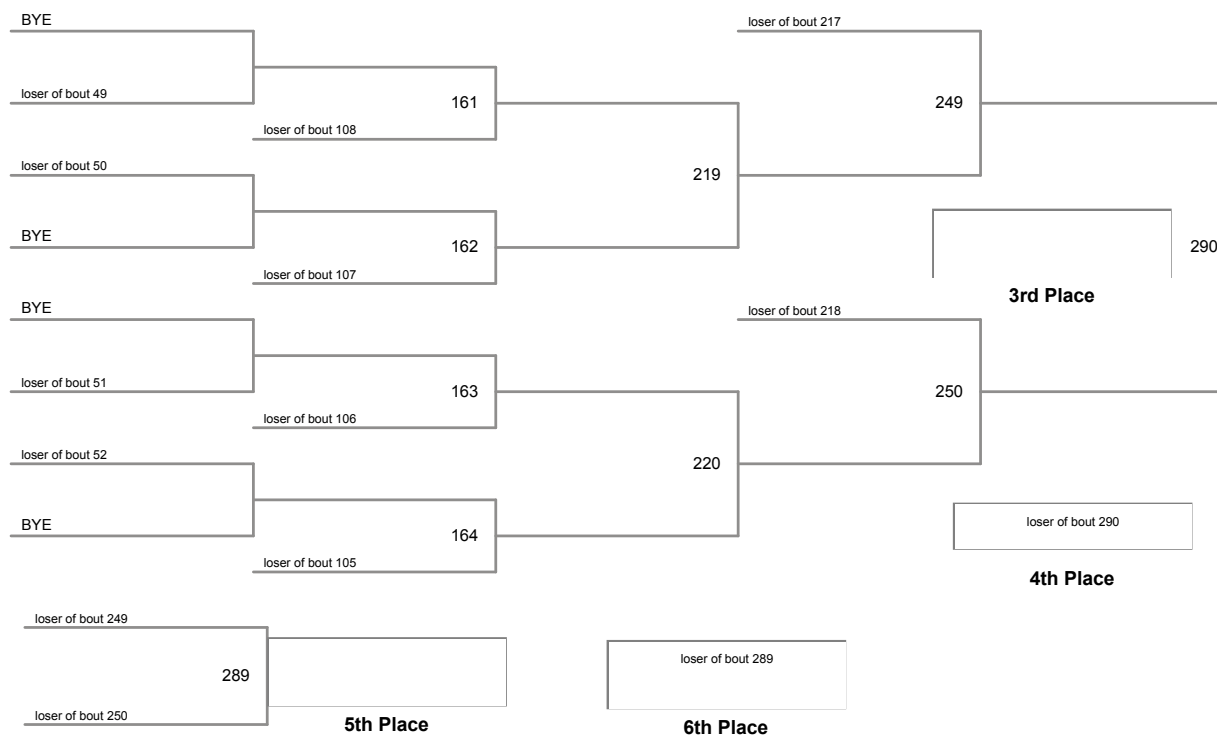 BYE
loser of bout 217
loser of bout 49
161
249
loser of bout 108
loser of bout 50
219
BYE
162
290
loser of bout 107
3rd Place
BYE
loser of bout 218
loser of bout 51
163
250
loser of bout 106
loser of bout 52
220
BYE
164
loser of bout 290
loser of bout 105
4th Place
loser of bout 249
289
loser of bout 289
loser of bout 250
5th Place
6th Place